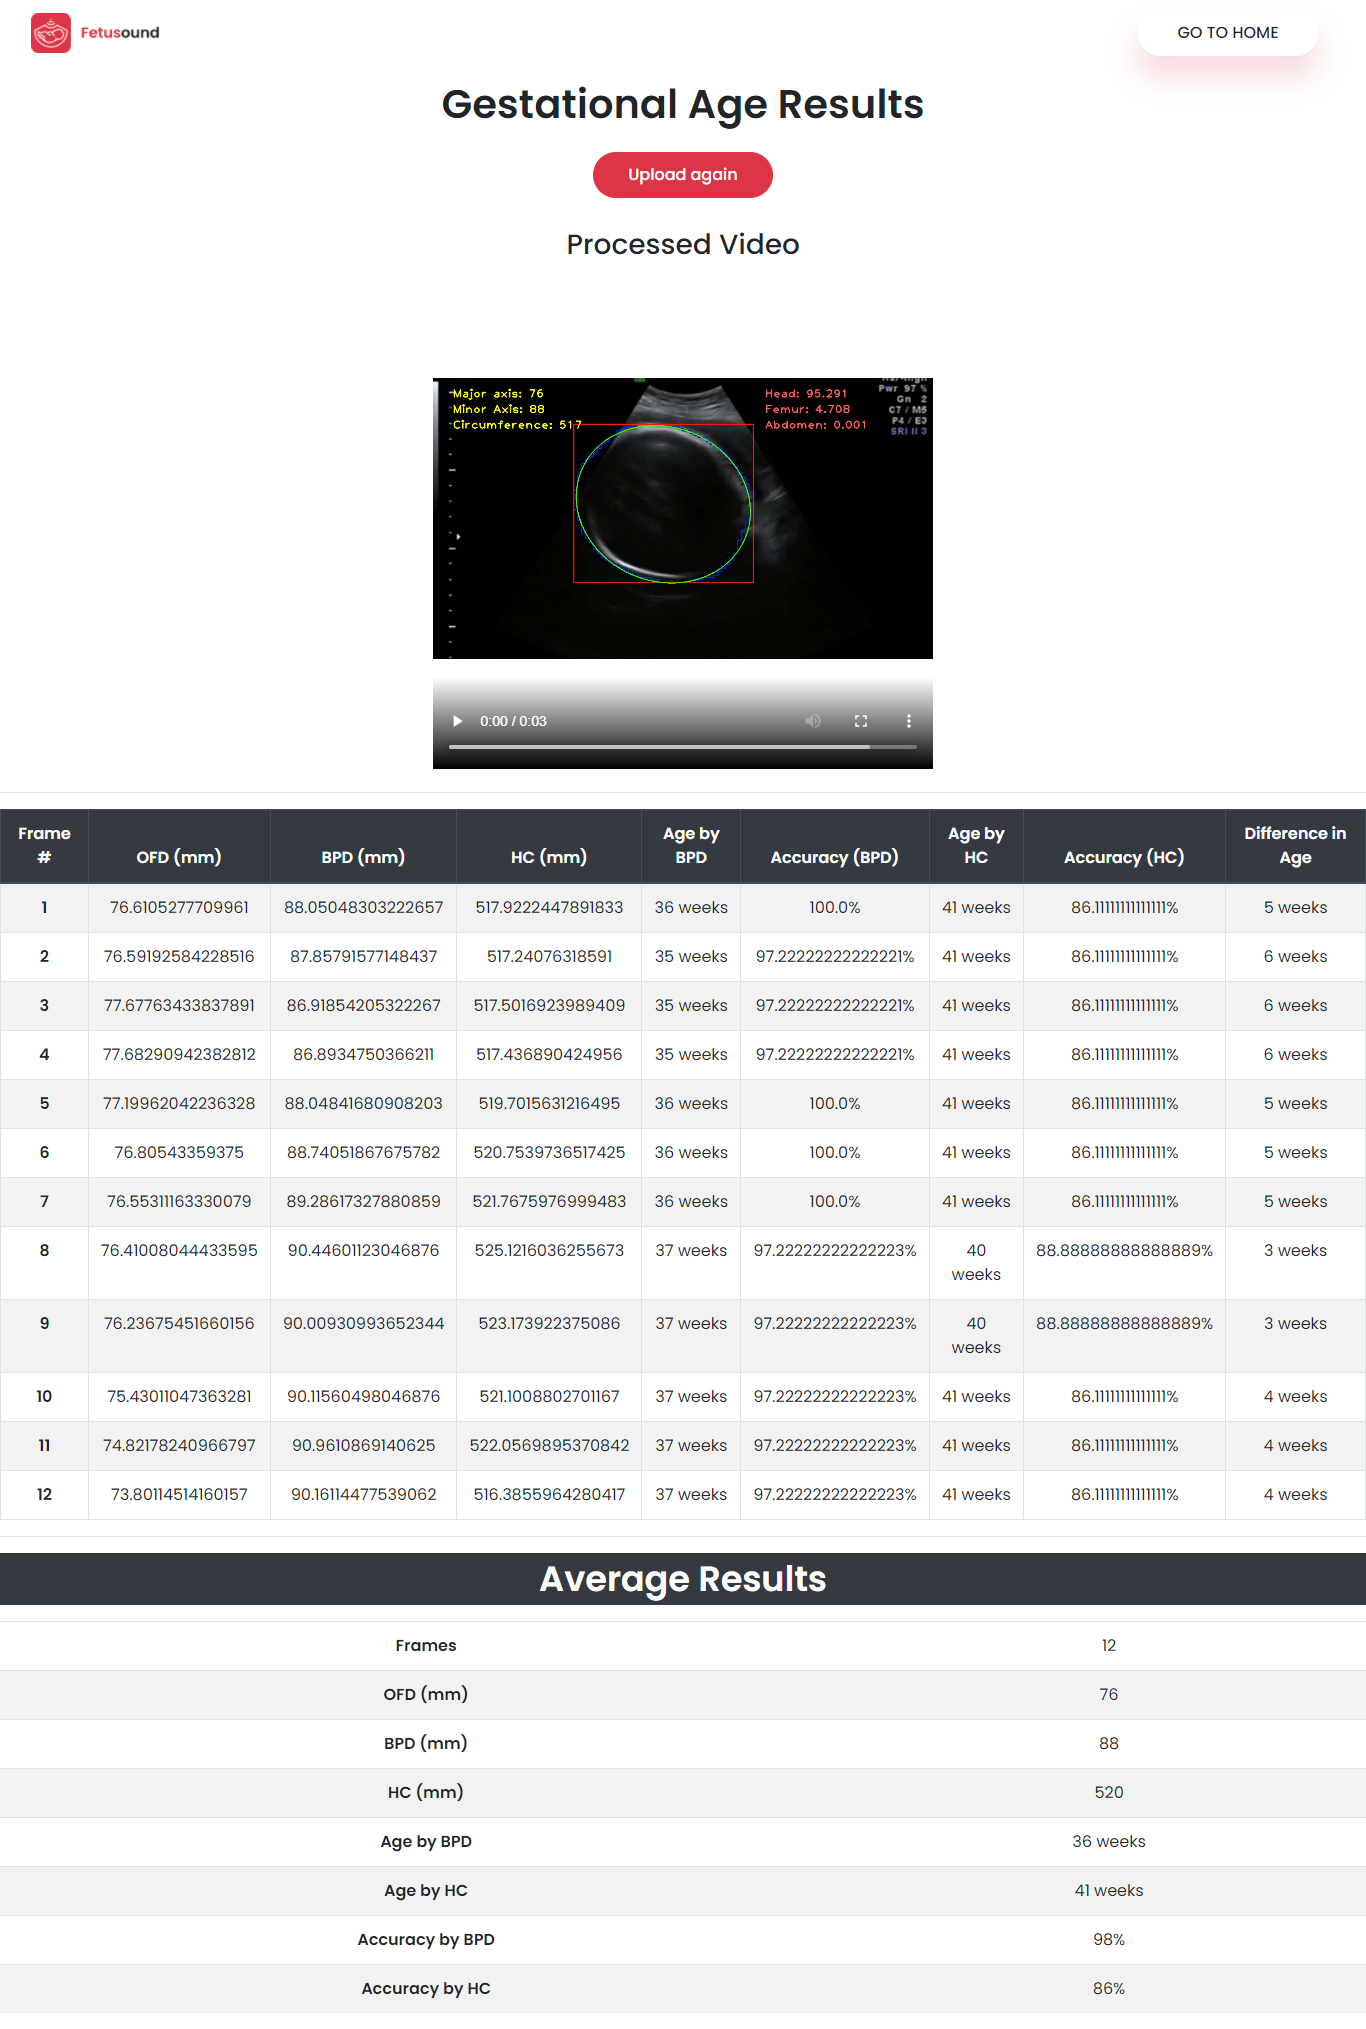 Fetusound
GO TO HOME
Gestational Age Results
Upload again
Processed Video
Major axis: 76
Minor Axis: 88
Circumference: 517
Head: 95.291
Femur: 4.708
Abdomen: 0.001
Pwr 97 %
Gn 2
C7 / M5
P4 / E3
SRI II 3
0:00 / 0:03
Frame # OFD (mm) BPD (mm) HC (mm) Age by BPD Accuracy (BPD) Age by HC Accuracy (HC) Difference in Age
1 76.6105277709961 88.05048303222657 517.9222447891833 36 weeks 100.0% 41 weeks 86.11111111111111% 5 weeks
2 76.59192584228516 87.85791577148437 517.24076318591 35 weeks 97.22222222222221% 41 weeks 86.11111111111111% 6 weeks
3 77.67763433837891 86.91854205322267 517.5016923989409 35 weeks 97.22222222222221% 41 weeks 86.11111111111111% 6 weeks
4 77.68290942382812 86.8934750366211 517.436890424956 35 weeks 97.22222222222221% 41 weeks 86.11111111111111% 6 weeks
5 77.19962042236328 88.04841680908203 519.7015631216495 36 weeks 100.0% 41 weeks 86.11111111111111% 5 weeks
6 76.80543359375 88.74051867675782 520.7539736517425 36 weeks 100.0% 41 weeks 86.11111111111111% 5 weeks
7 76.55311163330079 89.28617327880859 521.7675976999483 36 weeks 100.0% 41 weeks 86.11111111111111% 5 weeks
8 76.41008044433595 90.44601123046876 525.1216036255673 37 weeks 97.22222222222223% 40 weeks 88.88888888888889% 3 weeks
9 76.23675451660156 90.00930993652344 523.173922375086 37 weeks 97.22222222222223% 40 weeks 88.88888888888889% 3 weeks
10 75.43011047363281 90.11560498046876 521.1008802701167 37 weeks 97.22222222222223% 41 weeks 86.11111111111111% 4 weeks
11 74.82178240966797 90.9610869140625 522.0569895370842 37 weeks 97.22222222222223% 41 weeks 86.11111111111111% 4 weeks
12 73.80114514160157 90.16114477539062 516.3855964280417 37 weeks 97.22222222222223% 41 weeks 86.11111111111111% 4 weeks
Average Results
Frames 12
OFD (mm) 76
BPD (mm) 88
HC (mm) 520
Age by BPD 36 weeks
Age by HC 41 weeks
Accuracy by BPD 98%
Accuracy by HC 86%